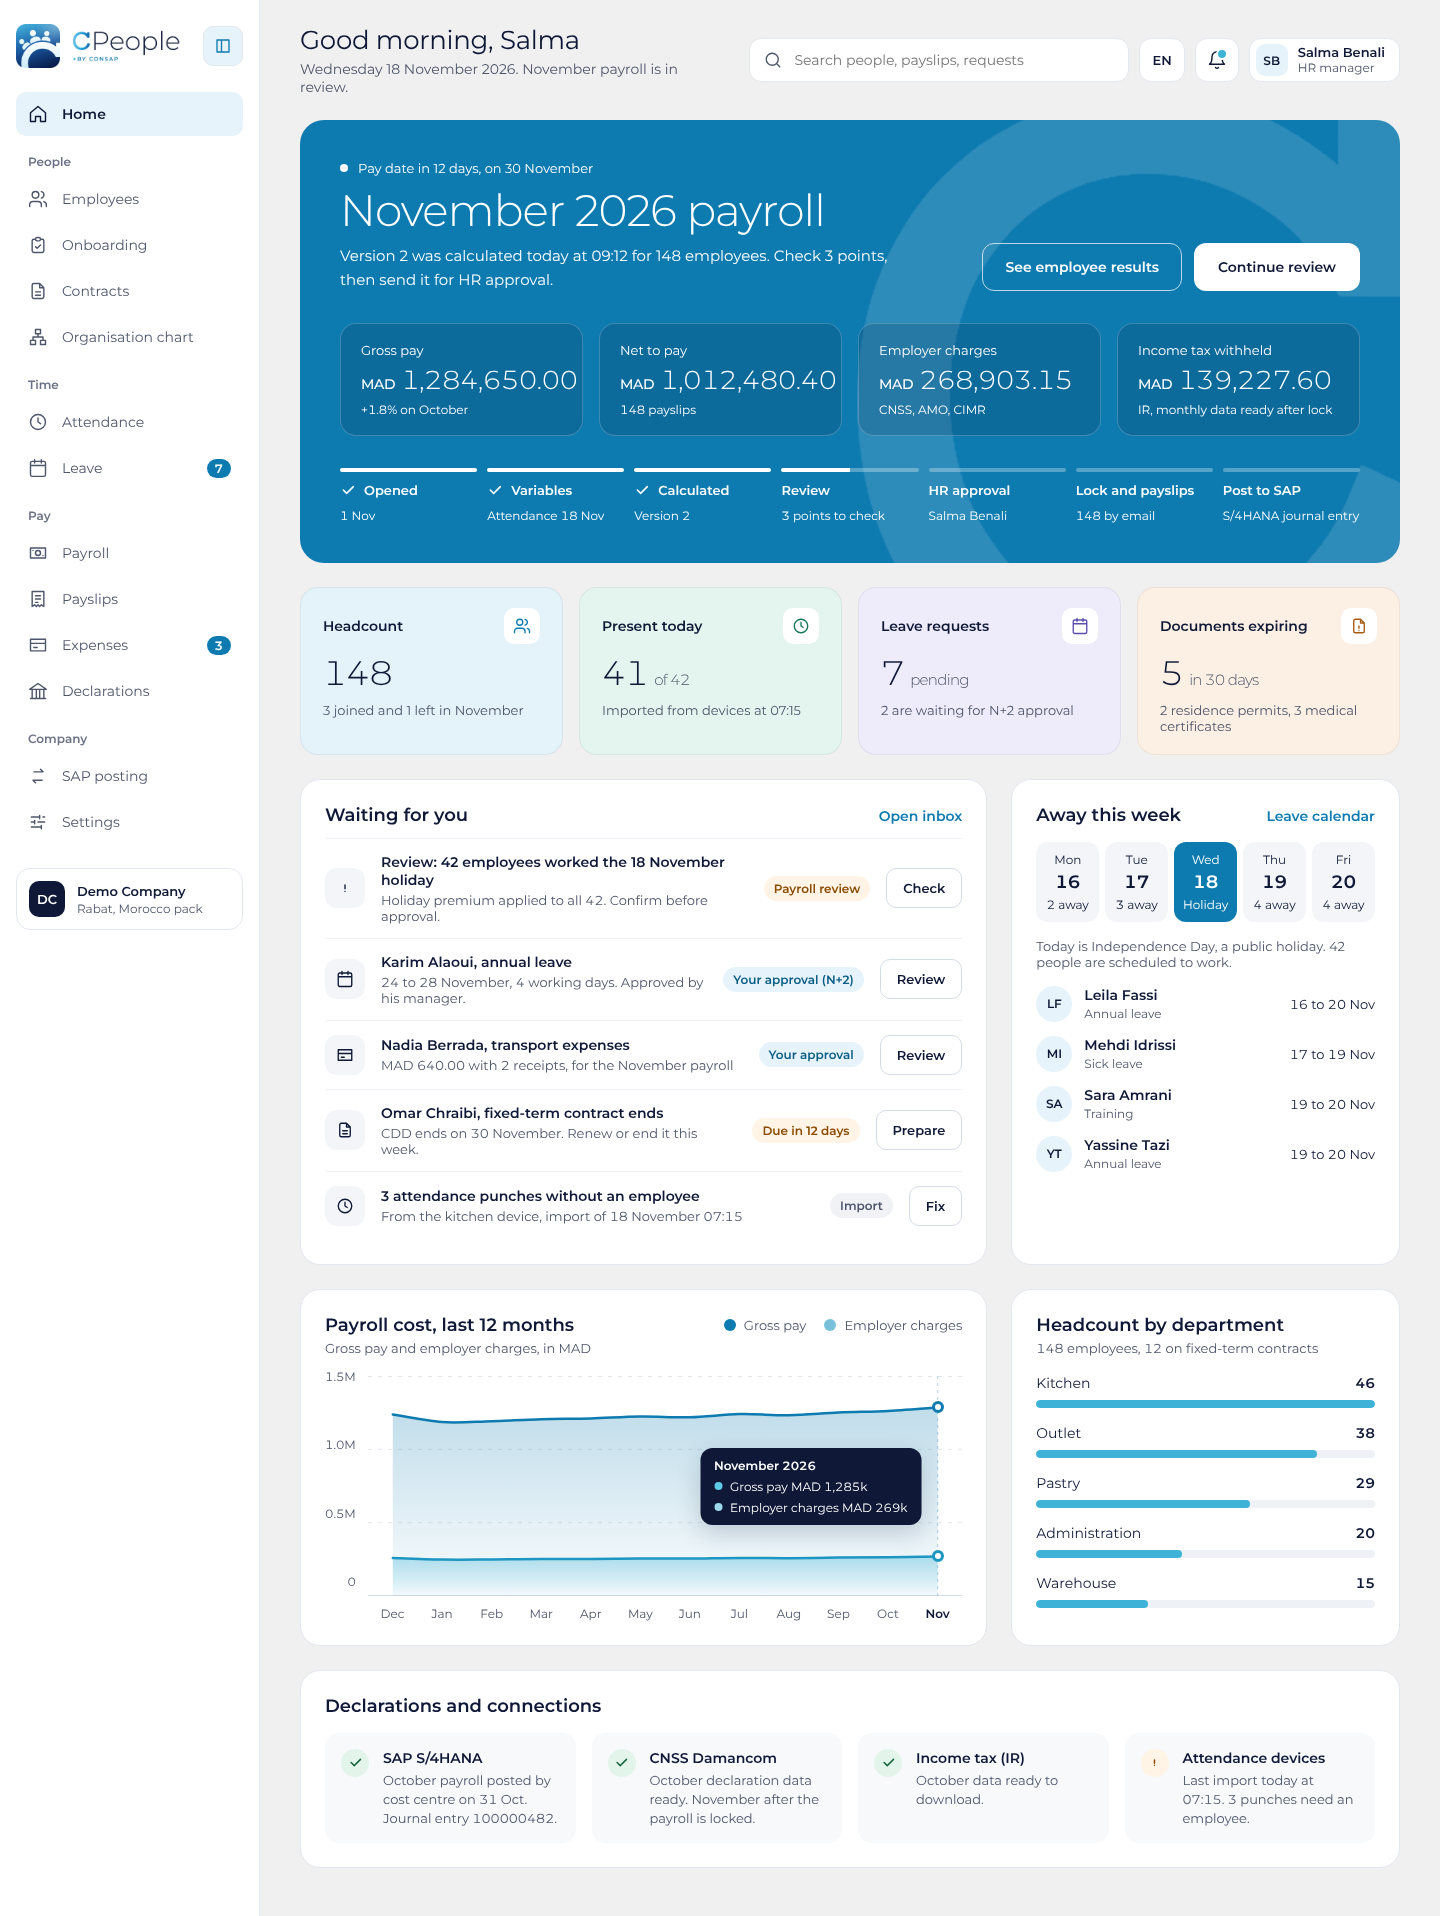 CPeople
BY CONSAP
Home
People
Employees
Onboarding
Contracts
Organisation chart
Time
Attendance
Leave 7
Pay
Payroll
Payslips
Expenses 3
Declarations
Company
SAP posting
Settings
DC
Demo Company
Rabat, Morocco pack
Good morning, Salma
Wednesday 18 November 2026. November payroll is in
review.
Search people, payslips, requests
EN
SB
Salma Benali
HR manager
Pay date in 12 days, on 30 November
November 2026 payroll
Version 2 was calculated today at 09:12 for 148 employees. Check 3 points,
then send it for HR approval.
See employee results
Continue review
Gross pay
MAD 1,284,650.00
+1.8% on October
Net to pay
MAD 1,012,480.40
148 payslips
Employer charges
MAD 268,903.15
CNSS, AMO, CIMR
Income tax withheld
MAD 139,227.60
IR, monthly data ready after lock
Opened
1 Nov
Variables
Attendance 18 Nov
Calculated
Version 2
Review
3 points to check
HR approval
Salma Benali
Lock and payslips
148 by email
Post to SAP
S/4HANA journal entry
Headcount
148
3 joined and 1 left in November
Present today
41 of 42
Imported from devices at 07:15
Leave requests
7 pending
2 are waiting for N+2 approval
Documents expiring
5 in 30 days
2 residence permits, 3 medical
certificates
Waiting for you
Open inbox
Review: 42 employees worked the 18 November
holiday
Holiday premium applied to all 42. Confirm before
approval.
Payroll review
Check
Karim Alaoui, annual leave
24 to 28 November, 4 working days. Approved by
his manager.
Your approval (N+2)
Review
Nadia Berrada, transport expenses
MAD 640.00 with 2 receipts, for the November payroll
Your approval
Review
Omar Chraibi, fixed-term contract ends
CDD ends on 30 November. Renew or end it this
week.
Due in 12 days
Prepare
3 attendance punches without an employee
From the kitchen device, import of 18 November 07:15
Import
Fix
Away this week
Leave calendar
Mon
16
2 away
Tue
17
3 away
Wed
18
Holiday
Thu
19
4 away
Fri
20
4 away
Today is Independence Day, a public holiday. 42
people are scheduled to work.
LF
Leila Fassi
Annual leave
16 to 20 Nov
MI
Mehdi Idrissi
Sick leave
17 to 19 Nov
SA
Sara Amrani
Training
19 to 20 Nov
YT
Yassine Tazi
Annual leave
19 to 20 Nov
Payroll cost, last 12 months
Gross pay and employer charges, in MAD
Gross pay
Employer charges
1.5M
1.0M
0.5M
0
November 2026
Gross pay MAD 1,285k
Employer charges MAD 269k
Dec Jan Feb Mar Apr May Jun Jul Aug Sep Oct Nov
Headcount by department
148 employees, 12 on fixed-term contracts
Kitchen 46
Outlet 38
Pastry 29
Administration 20
Warehouse 15
Declarations and connections
SAP S/4HANA
October payroll posted by
cost centre on 31 Oct.
Journal entry 100000482.
CNSS Damancom
October declaration data
ready. November after the
payroll is locked.
Income tax (IR)
October data ready to
download.
Attendance devices
Last import today at
07:15. 3 punches need an
employee.